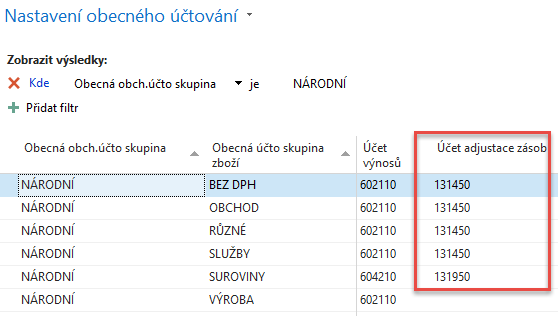 Nastavení obecného účtování
Zobrazit výsledky:
Kde Obecná obch.účto skupina je NÁRODNÍ
Přidat filtr
Obecná obch.účto skupina Obecná účto skupina zboží Účet výnosů Účet adjustace zásob
NÁRODNÍ BEZ DPH 602110 131450
NÁRODNÍ OBCHOD 602110 131450
NÁRODNÍ RŮZNÉ 602110 131450
NÁRODNÍ SLUŽBY 602110 131450
NÁRODNÍ SUROVINY 604210 131950
NÁRODNÍ VÝROBA 602110